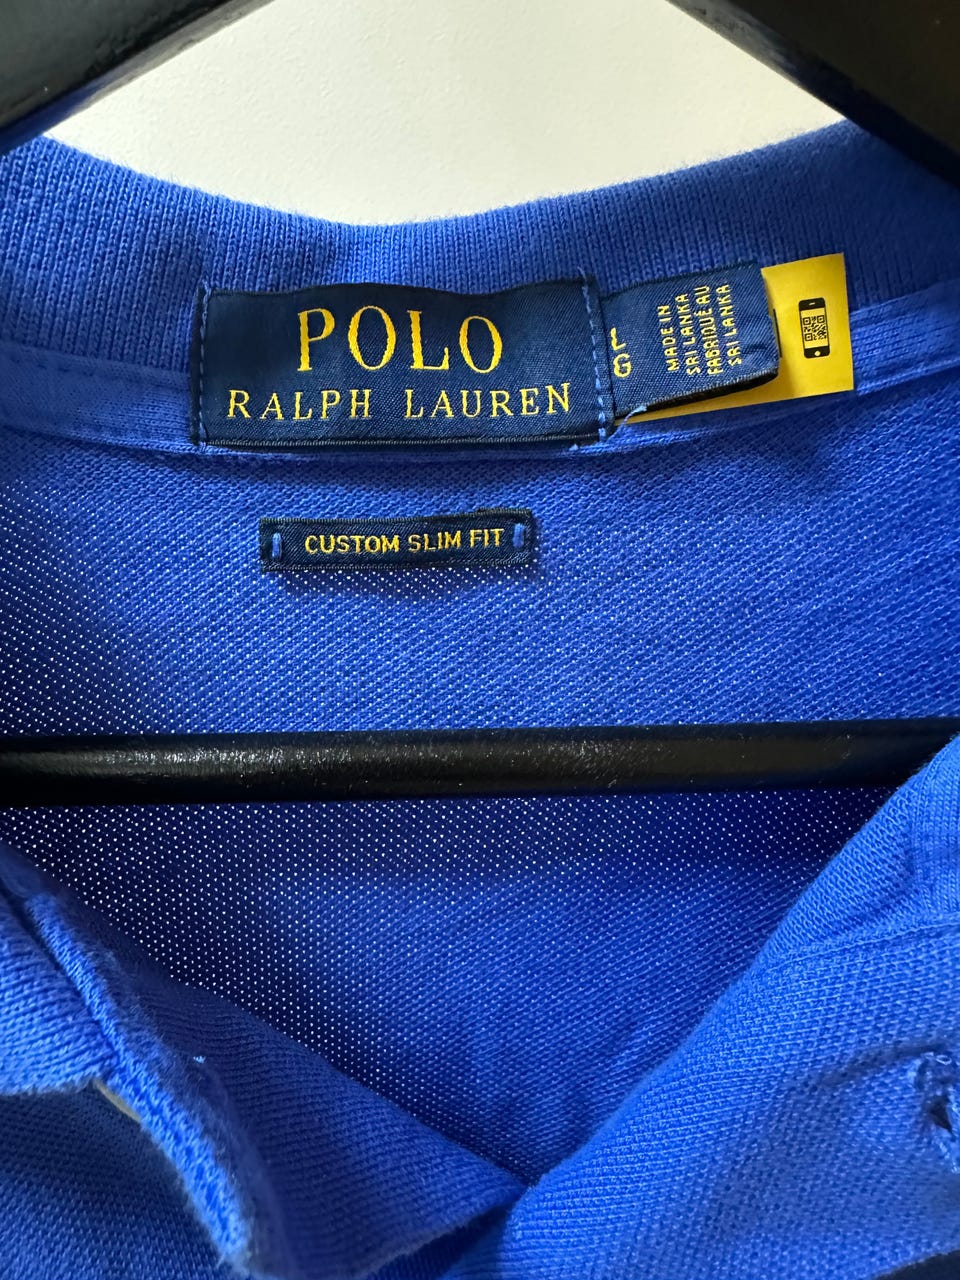 POLO
RALPH LAUREN
L
G
MADE IN
SRI LANKA
FABRIQUÉ AU
SRI LANKA
CUSTOM SLIM FIT